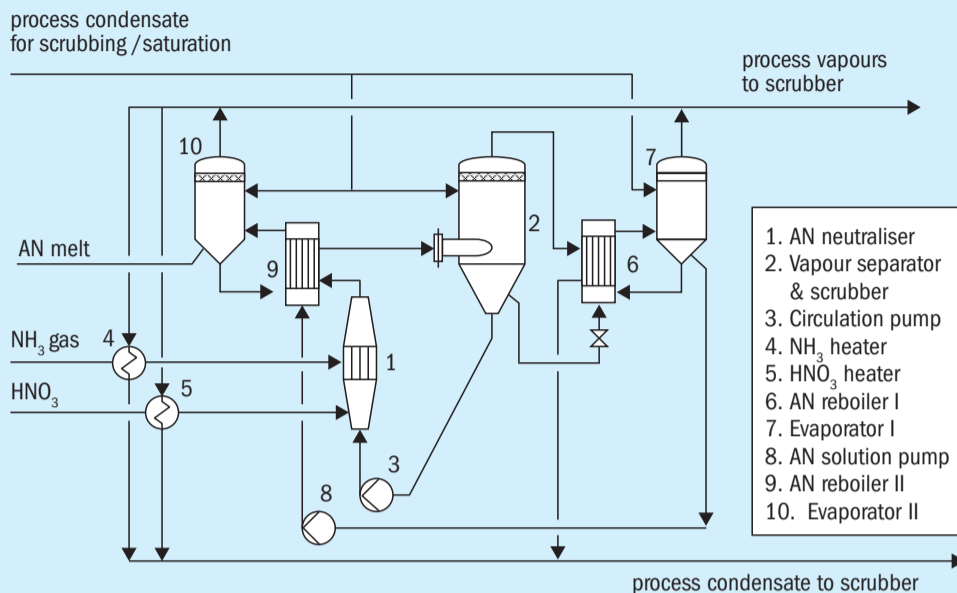 process condensate
for scrubbing /saturation
process vapours
to scrubber
10
7
2
AN melt
9
6
NH₃ gas
4
1
HNO₃
5
3
8
1. AN neutraliser
2. Vapour separator
& scrubber
3. Circulation pump
4. NH₃ heater
5. HNO₃ heater
6. AN reboiler I
7. Evaporator I
8. AN solution pump
9. AN reboiler II
10. Evaporator II
process condensate to scrubber